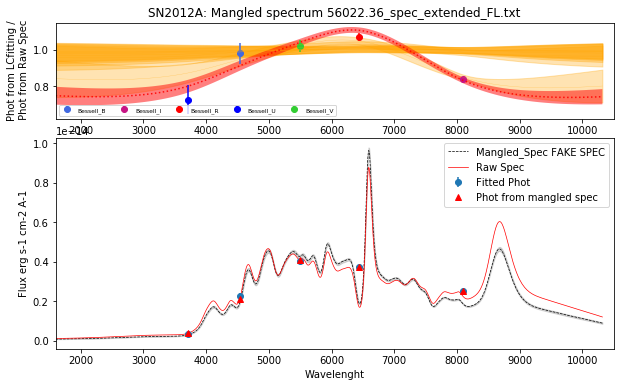 SN2012A: Mangled spectrum 56022.36_spec_extended_FL.txt
Phot from LCfitting /
Phot from Raw Spec
1.0
0.8
Bessell_B
Bessell_I
Bessell_R
Bessell_U
Bessell_V
2000 3000 4000 5000 6000 7000 8000 9000 10000
1e-14
Flux erg s-1 cm-2 A-1
1.0
0.8
0.6
0.4
0.2
0.0
Mangled_Spec FAKE SPEC
Raw Spec
Fitted Phot
Phot from mangled spec
2000 3000 4000 5000 6000 7000 8000 9000 10000
Wavelenght